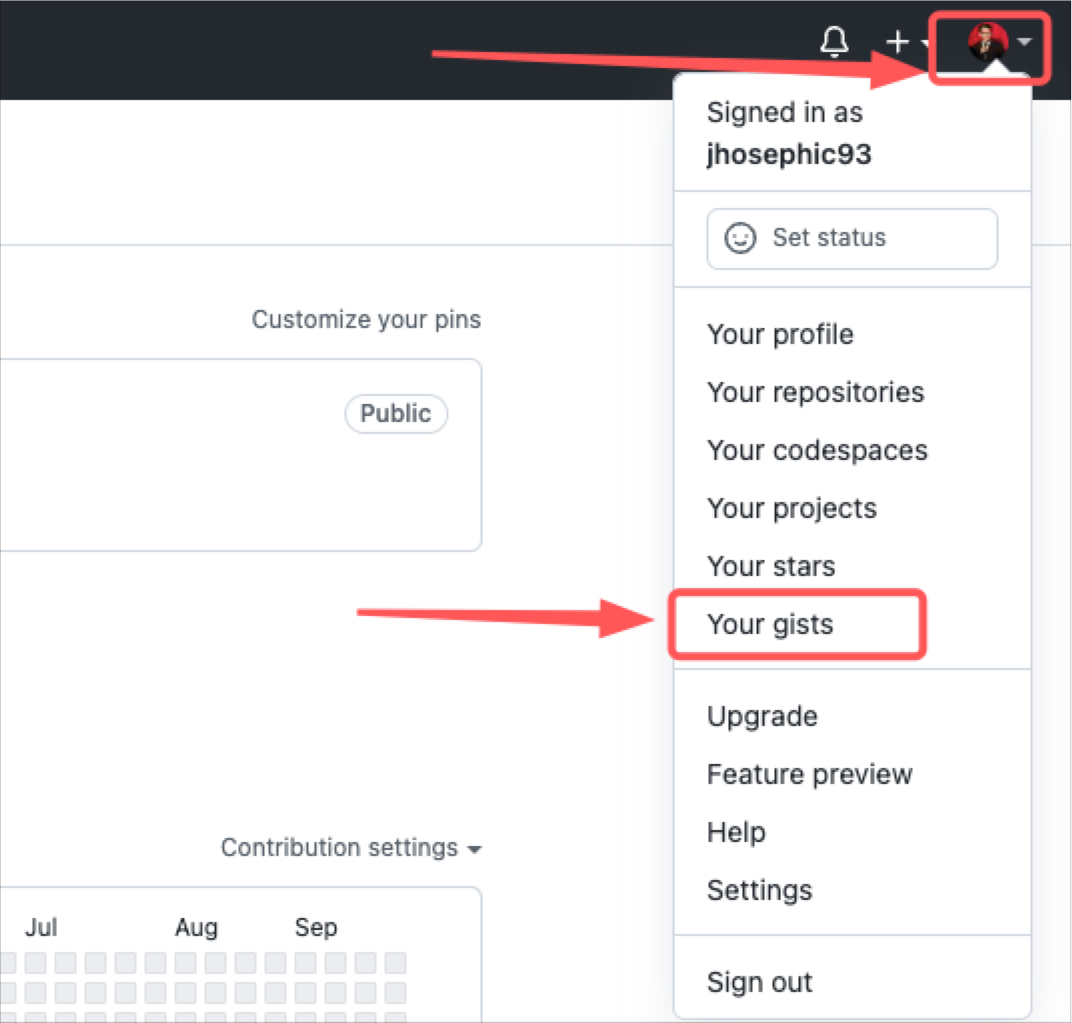 Signed in as
jhosephic93
Set status
Customize your pins
Public
Your profile
Your repositories
Your codespaces
Your projects
Your stars
Your gists
Upgrade
Feature preview
Help
Settings
Sign out
Contribution settings
Jul Aug Sep